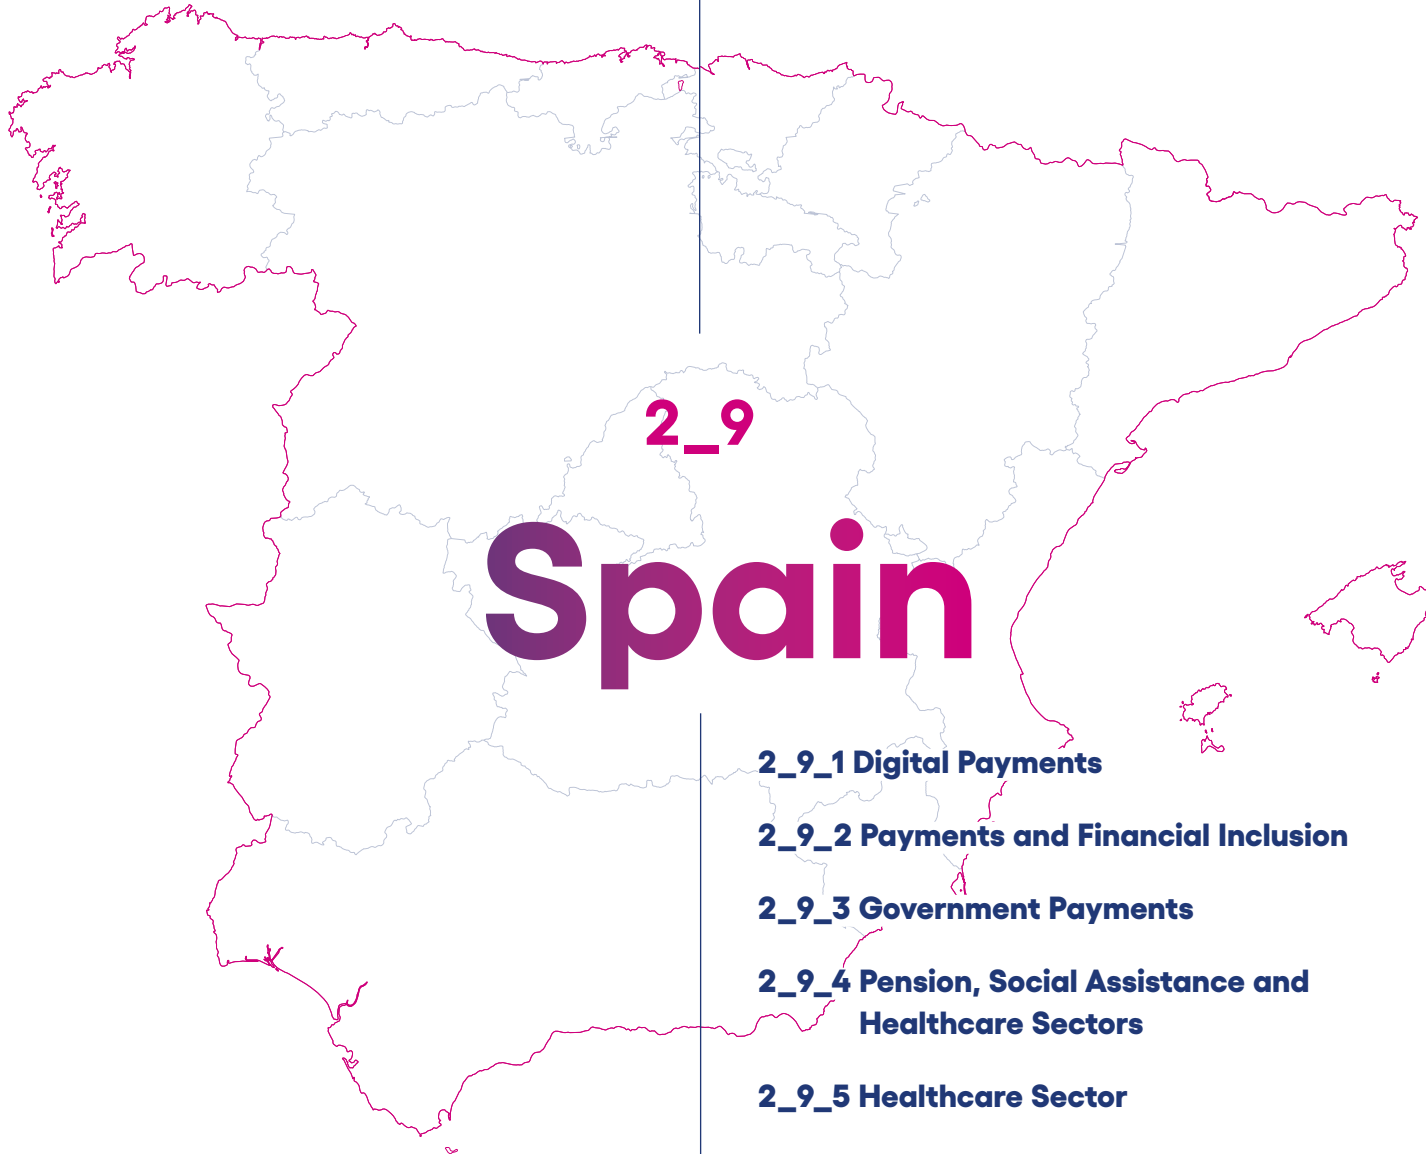 2_9
Spain
2_9_1 Digital Payments
2_9_2 Payments and Financial Inclusion
2_9_3 Government Payments
2_9_4 Pension, Social Assistance and
Healthcare Sectors
2_9_5 Healthcare Sector